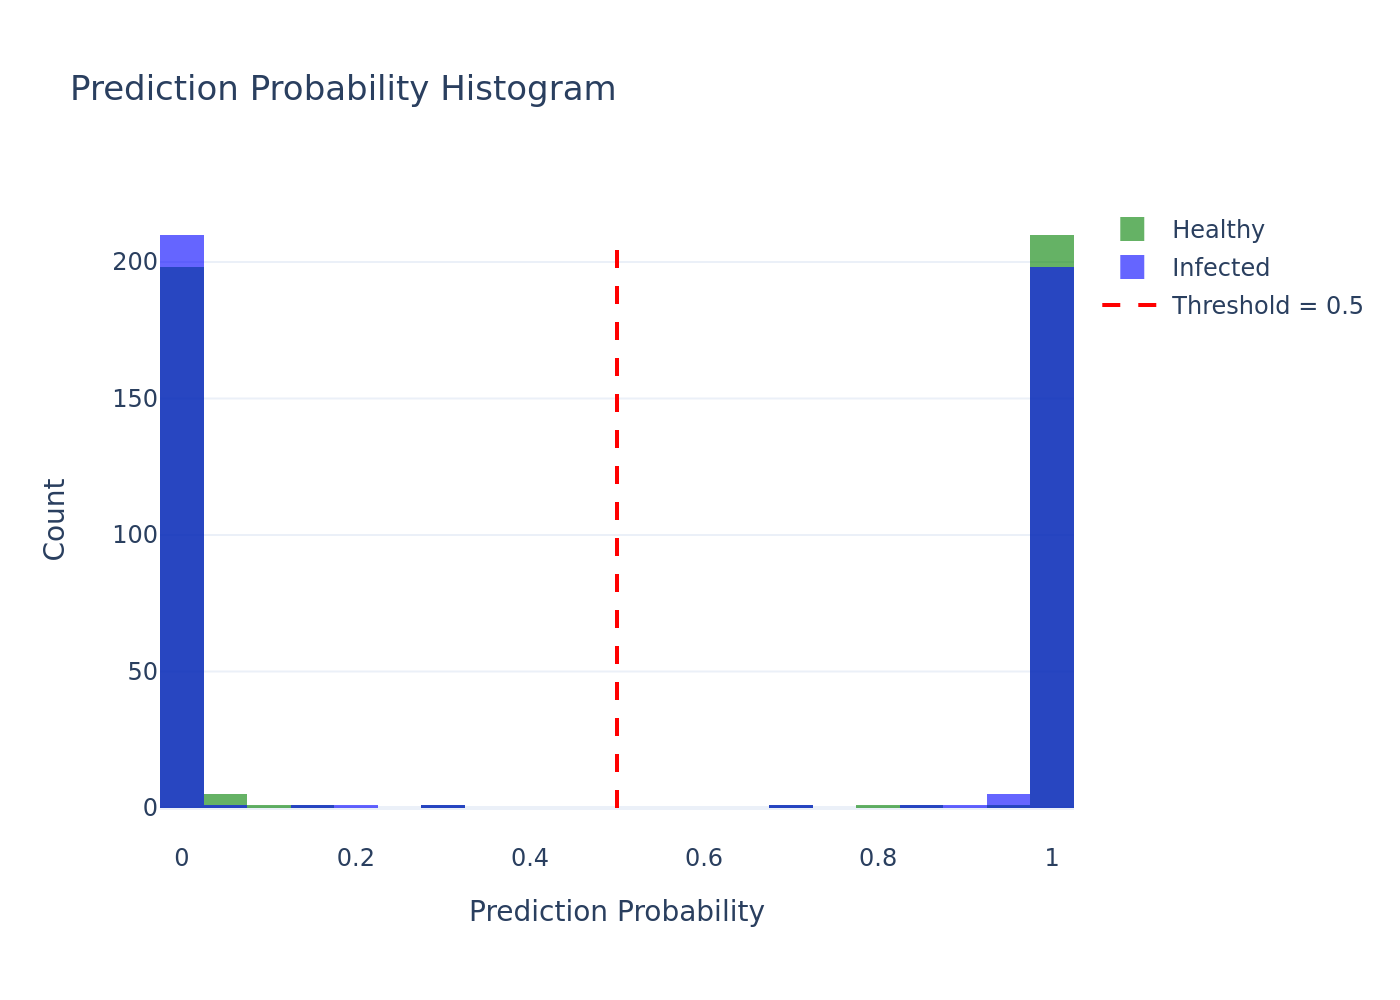 Prediction Probability Histogram
Healthy
Infected
Threshold = 0.5
200
150
100
50
0
Count
0 0.2 0.4 0.6 0.8 1
Prediction Probability